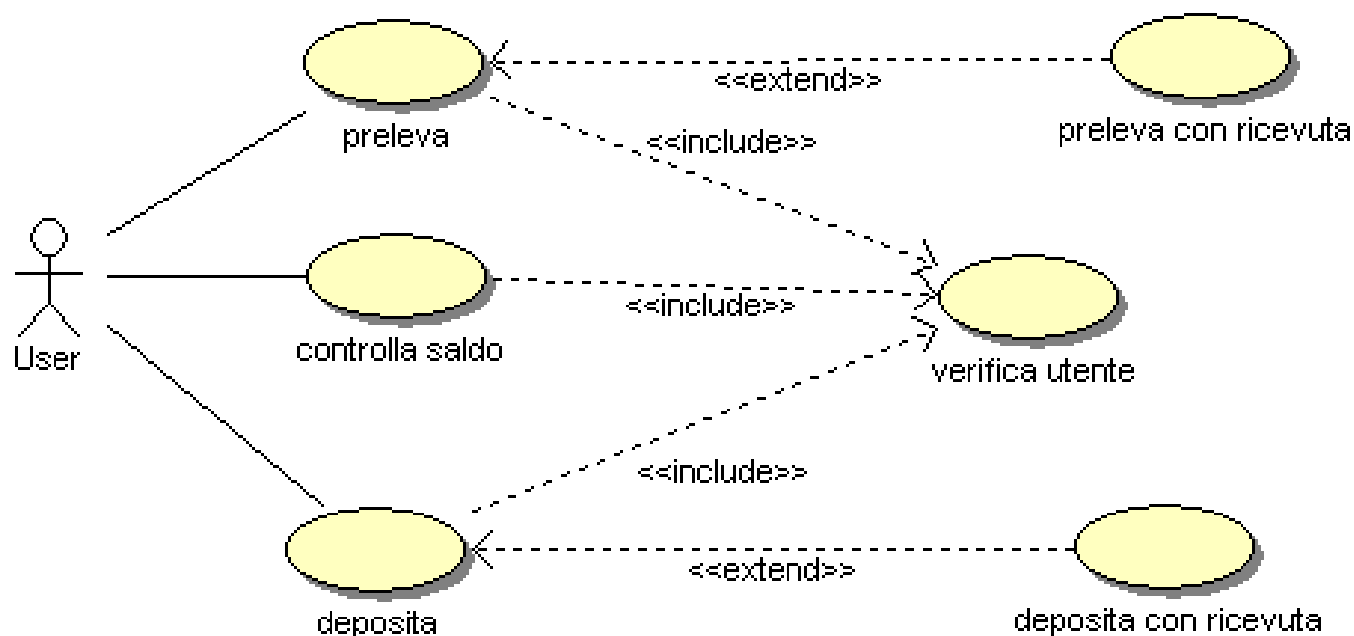 <<extend>>
preleva
preleva con ricevuta
<<include>>
User
controlla saldo
<<include>>
verifica utente
<<include>>
<<extend>>
deposita
deposita con ricevuta